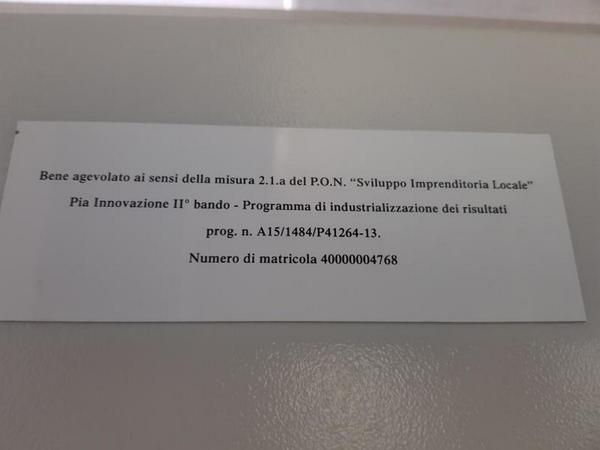 Bene agevolato ai sensi della misura 2.1.a del P.O.N. “Sviluppo Imprenditoria Locale”
Pia Innovazione II° bando - Programma di industrializzazione dei risultati
prog. n. A15/1484/P41264-13.
Numero di matricola 40000004768